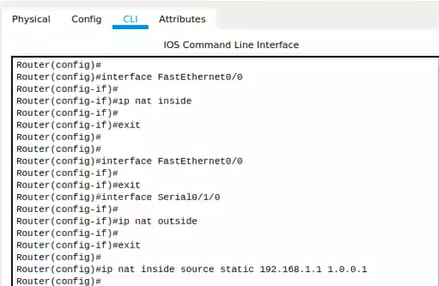 Physical Config CLI Attributes
IOS Command Line Interface
Router(config)#
Router(config)#interface FastEthernet0/0
Router(config-if)#
Router(config-if)#ip nat inside
Router(config-if)#
Router(config-if)#exit
Router(config)#
Router(config)#
Router(config)#interface FastEthernet0/0
Router(config-if)#
Router(config-if)#exit
Router(config)#interface Serial0/1/0
Router(config-if)#
Router(config-if)#ip nat outside
Router(config-if)#
Router(config-if)#exit
Router(config)#
Router(config)#ip nat inside source static 192.168.1.1 1.0.0.1
Router(config)#